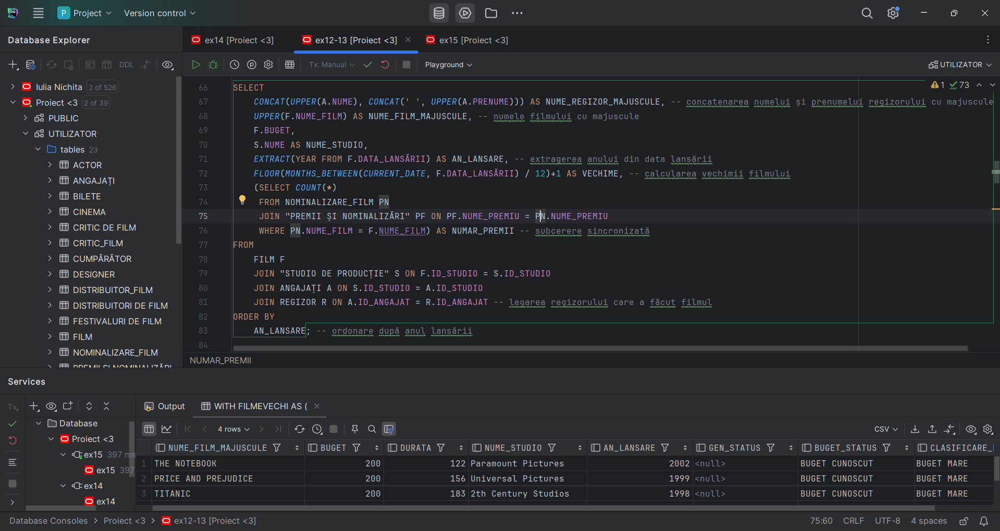 P Project Version control
Database Explorer
DDL
Iulia Nichita 2 of 526
Proiect <3 2 of 39
PUBLIC
UTILIZATOR
tables 23
ACTOR
ANGAJAȚI
BILETE
CINEMA
CRITIC DE FILM
CRITIC_FILM
CUMPĂRĂTOR
DESIGNER
DISTRIBUITOR_FILM
DISTRIBUITORI DE FILM
FESTIVALURI DE FILM
FILM
NOMINALIZARE_FILM
ex14 [Proiect <3] ex12-13 [Proiect <3] ex15 [Proiect <3]
Tx: Manual Playground UTILIZATOR
1 73
66 SELECT
67 CONCAT(UPPER(A.NUME), CONCAT(' ', UPPER(A.PRENUME))) AS NUME_REGIZOR_MAJUSCULE, -- concatenarea numelui și prenumelui regizorului cu majuscule
68 UPPER(F.NUME_FILM) AS NUME_FILM_MAJUSCULE, -- numele filmului cu majuscule
69 F.BUGET,
70 S.NUME AS NUME_STUDIO,
71 EXTRACT(YEAR FROM F.DATA_LANSĂRII) AS AN_LANSARE, -- extragerea anului din data lansării
72 FLOOR(MONTHS_BETWEEN(CURRENT_DATE, F.DATA_LANSĂRII) / 12)+1 AS VECHIME, -- calcularea vechimii filmului
73 (SELECT COUNT(*)
74 FROM NOMINALIZARE_FILM PN
75 JOIN "PREMII ȘI NOMINALIZĂRI" PF ON PF.NUME_PREMIU = PN.NUME_PREMIU
76 WHERE PN.NUME_FILM = F.NUME_FILM) AS NUMAR_PREMII -- subcerere sincronizată
77 FROM
78 FILM F
79 JOIN "STUDIO DE PRODUCȚIE" S ON F.ID_STUDIO = S.ID_STUDIO
80 JOIN ANGAJAȚI A ON S.ID_STUDIO = A.ID_STUDIO
81 JOIN REGIZOR R ON A.ID_ANGAJAT = R.ID_ANGAJAT -- legarea regizorului care a făcut filmul
82 ORDER BY
83 AN_LANSARE; -- ordonare după anul lansării
84
NUMAR_PREMII
Services
Tx
Database
Proiect <3
ex15 397 ms
ex15 397
ex14
ex14
Output WITH FILMEVECHI AS (
4 rows CSV
NUME_FILM_MAJUSCULE BUGET DURATA NUME_STUDIO AN_LANSARE GEN_STATUS BUGET_STATUS CLASIFICARE_
1 THE NOTEBOOK 200 122 Paramount Pictures 2002 <null> BUGET CUNOSCUT BUGET MARE
2 PRICE AND PREJUDICE 200 156 Universal Pictures 1999 <null> BUGET CUNOSCUT BUGET MARE
3 TITANIC 200 183 2th Century Studios 1998 <null> BUGET CUNOSCUT BUGET MARE
Database Consoles > Proiect <3 > ex12-13 [Proiect <3] 75:60 CRLF UTF-8 4 spaces